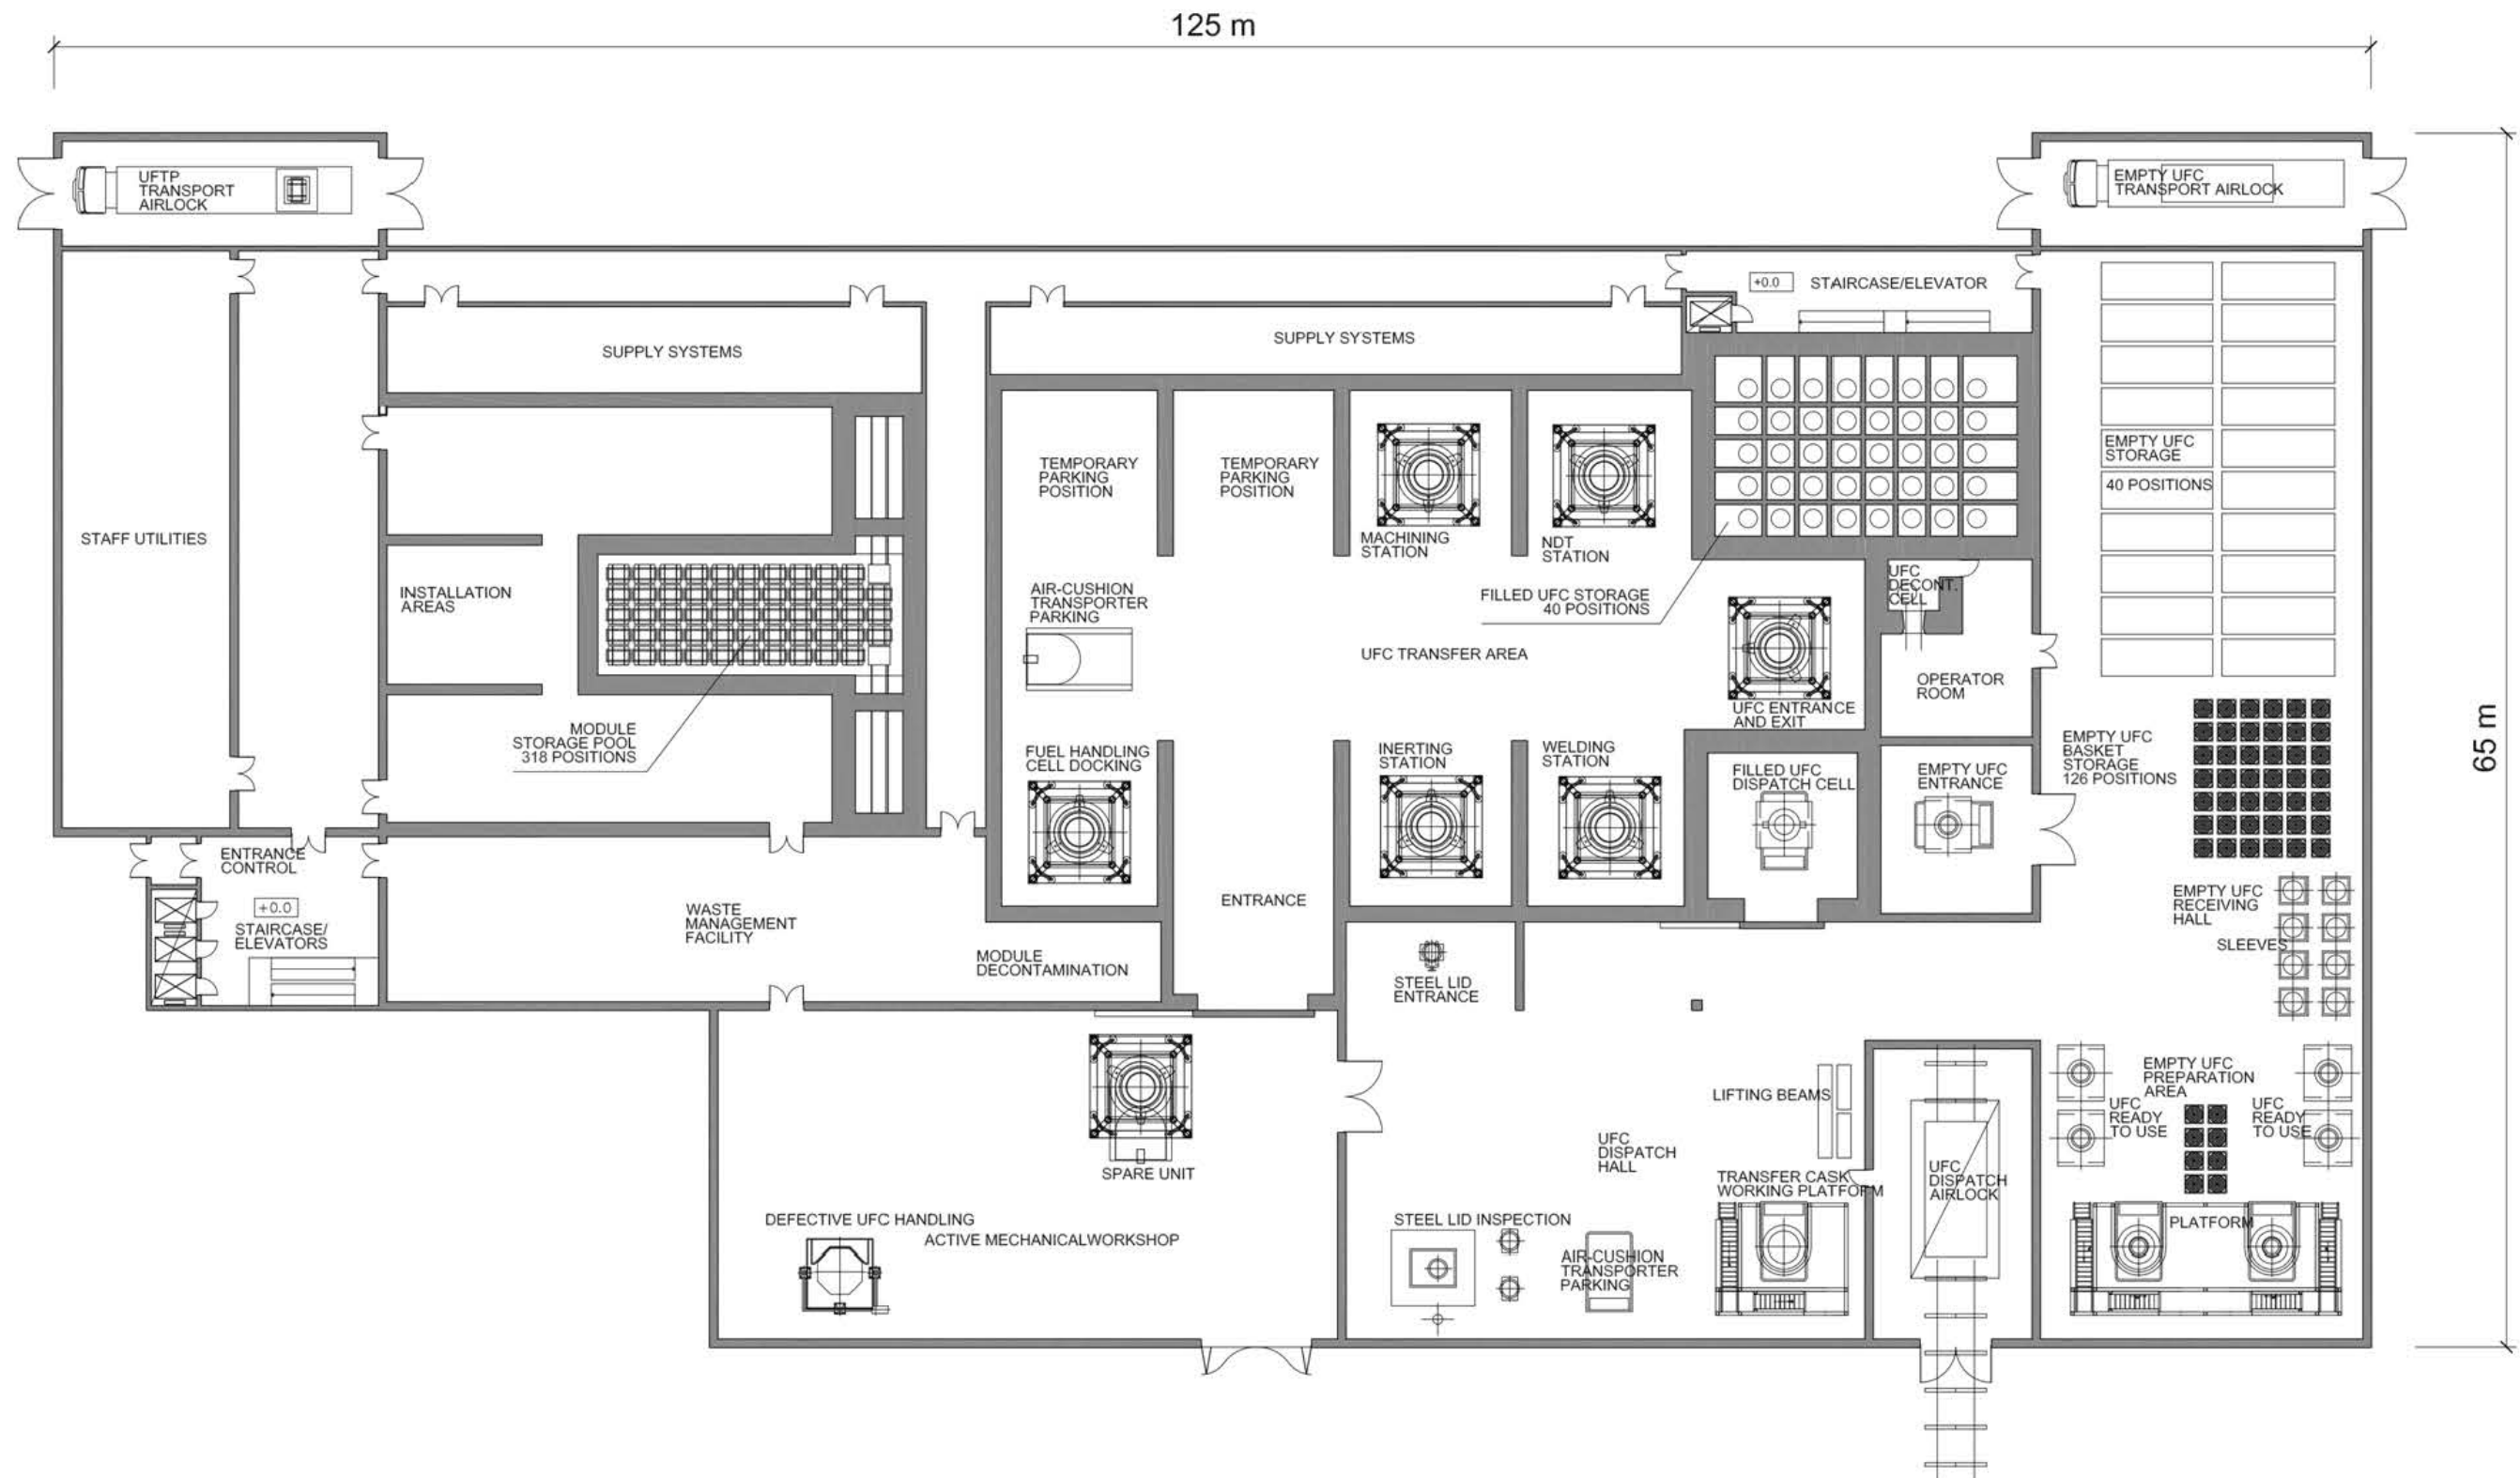 125 m
UFTP
TRANSPORT
AIRLOCK
EMPTY UFC
TRANSPORT AIRLOCK
+0.0
STAIRCASE/ELEVATOR
SUPPLY SYSTEMS
SUPPLY SYSTEMS
TEMPORARY
PARKING
POSITION
TEMPORARY
PARKING
POSITION
MACHINING
STATION
NDT
STATION
EMPTY UFC
STORAGE
40 POSITIONS
STAFF UTILITIES
INSTALLATION
AREAS
AIR-CUSHION
TRANSPORTER
PARKING
FILLED UFC STORAGE
40 POSITIONS
UFC
DECONT.
CELL
UFC TRANSFER AREA
OPERATOR
ROOM
UFC ENTRANCE
AND EXIT
MODULE
STORAGE POOL
318 POSITIONS
FUEL HANDLING
CELL DOCKING
INERTING
STATION
WELDING
STATION
FILLED UFC
DISPATCH CELL
EMPTY UFC
ENTRANCE
EMPTY UFC
BASKET
STORAGE
126 POSITIONS
65 m
ENTRANCE
CONTROL
+0.0
STAIRCASE/
ELEVATORS
WASTE
MANAGEMENT
FACILITY
MODULE
DECONTAMINATION
ENTRANCE
STEEL LID
ENTRANCE
EMPTY UFC
RECEIVING
HALL
SLEEVES
SPARE UNIT
LIFTING BEAMS
EMPTY UFC
PREPARATION
AREA
UFC
READY
TO USE
UFC
READY
TO USE
UFC
DISPATCH
HALL
TRANSFER CASK
WORKING PLATFORM
UFC
DISPATCH
AIRLOCK
DEFECTIVE UFC HANDLING
ACTIVE MECHANICALWORKSHOP
STEEL LID INSPECTION
AIR-CUSHION
TRANSPORTER
PARKING
PLATFORM